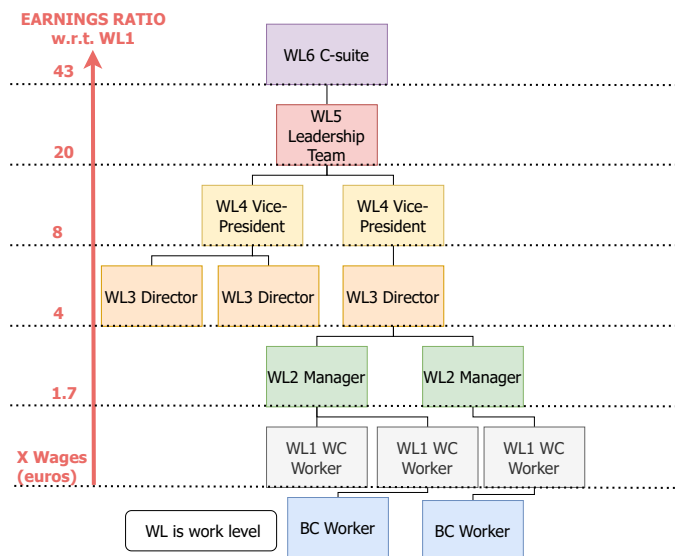 EARNINGS RATIO
w.r.t. WL1
WL6 C-suite
43
WL5
Leadership
Team
20
WL4 Vice-
President
WL4 Vice-
President
8
WL3 Director
WL3 Director
WL3 Director
4
WL2 Manager
WL2 Manager
1.7
WL1 WC
Worker
WL1 WC
Worker
WL1 WC
Worker
X Wages
(euros)
WL is work level
BC Worker
BC Worker